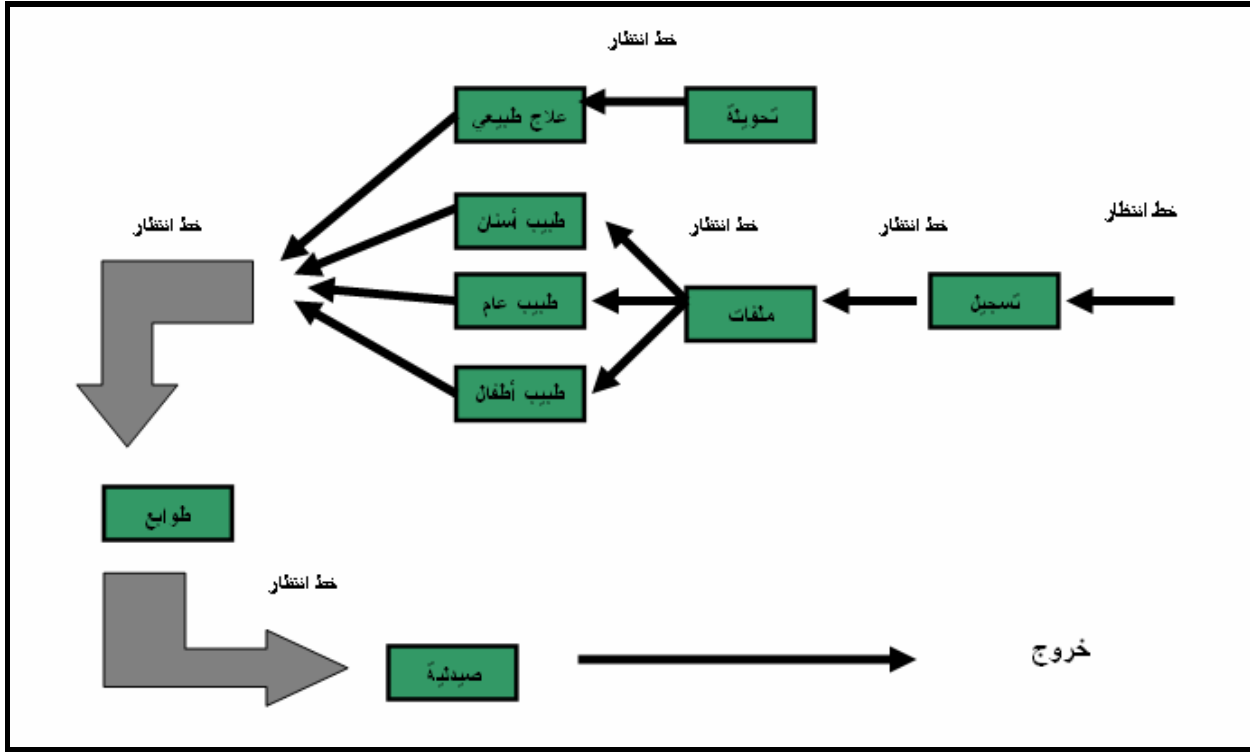 خط انتظار
تحويلة
علاج طبيعي
خط انتظار
خط انتظار
خط انتظار
خط انتظار
طبيب أسنان
تسجيل
ملفات
طبيب عام
طبيب أطفال
طوابع
خط انتظار
صيدلية
خروج